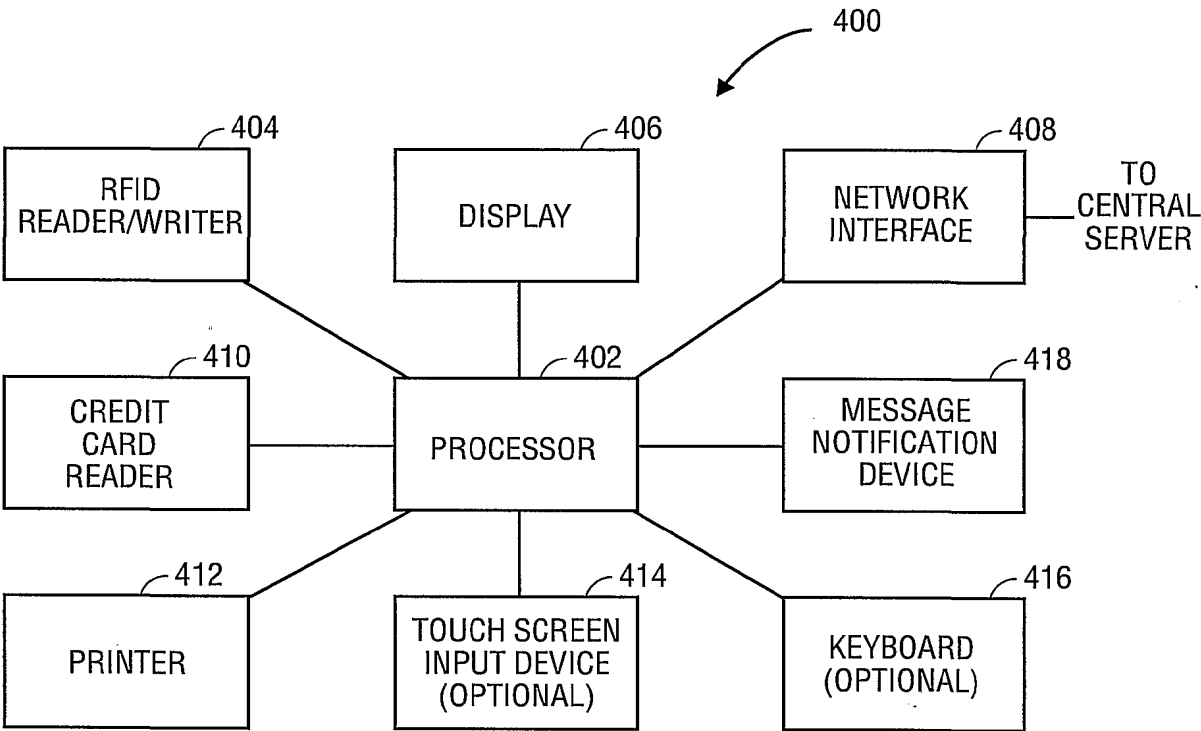 400
404
406
408
RFID
READER/WRITER
DISPLAY
NETWORK
INTERFACE
TO
CENTRAL
SERVER
410
402
418
CREDIT
CARD
READER
PROCESSOR
MESSAGE
NOTIFICATION
DEVICE
412
414
416
PRINTER
TOUCH SCREEN
INPUT DEVICE
(OPTIONAL)
KEYBOARD
(OPTIONAL)